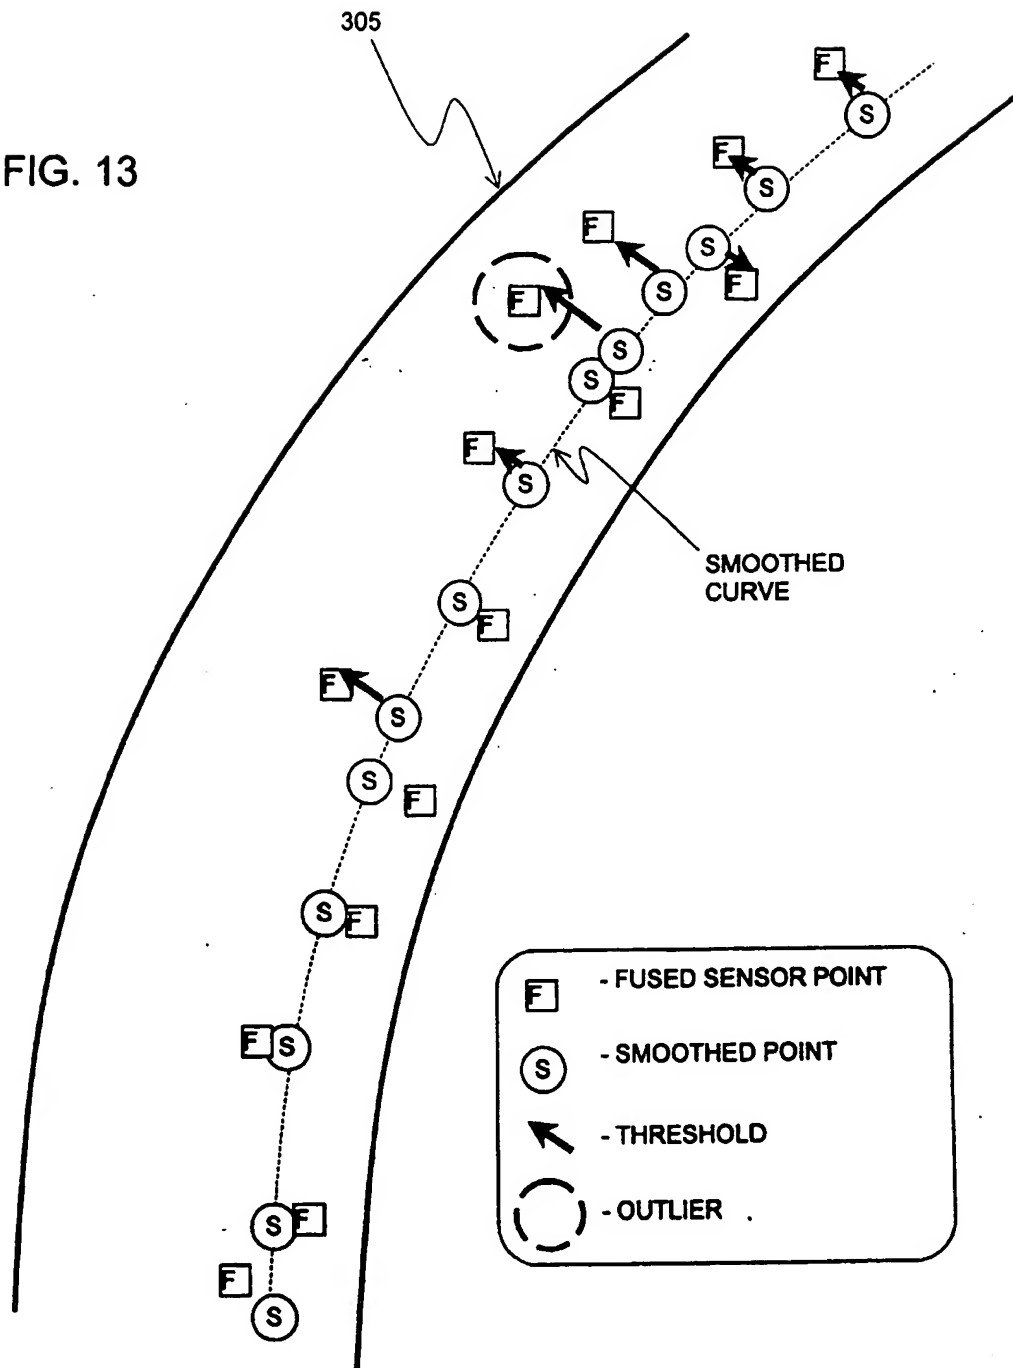 305
FIG. 13
F
S
F
S
F
S
F
S
F
F
S
S
F
F
S
SMOOTHED
CURVE
S
F
F
S
S
F
S
F
F - FUSED SENSOR POINT
F S
S - SMOOTHED POINT
- THRESHOLD
S F
- OUTLIER
F
S